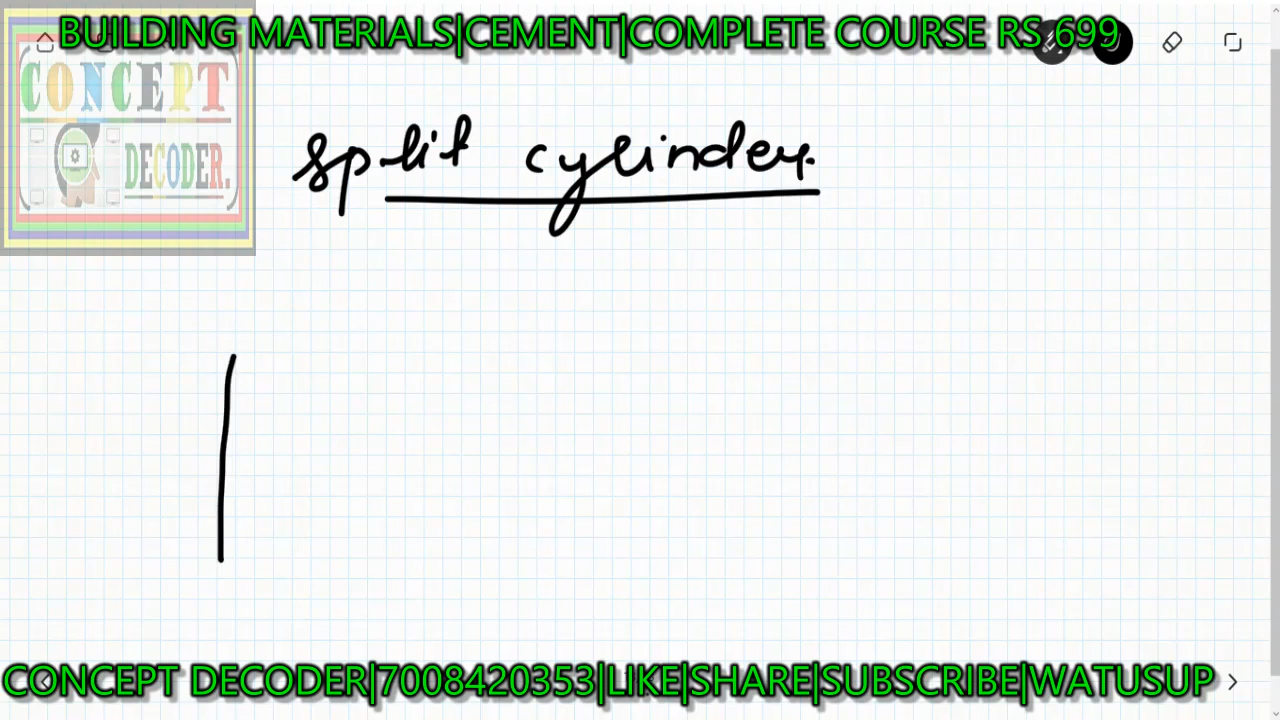 BUILDING MATERIALS|CEMENT|COMPLETE COURSE RS 699
CONCEPT
DECODER.
split cylinder.
CONCEPT DECODER|7008420353|LIKE|SHARE|SUBSCRIBE|WATUSUP